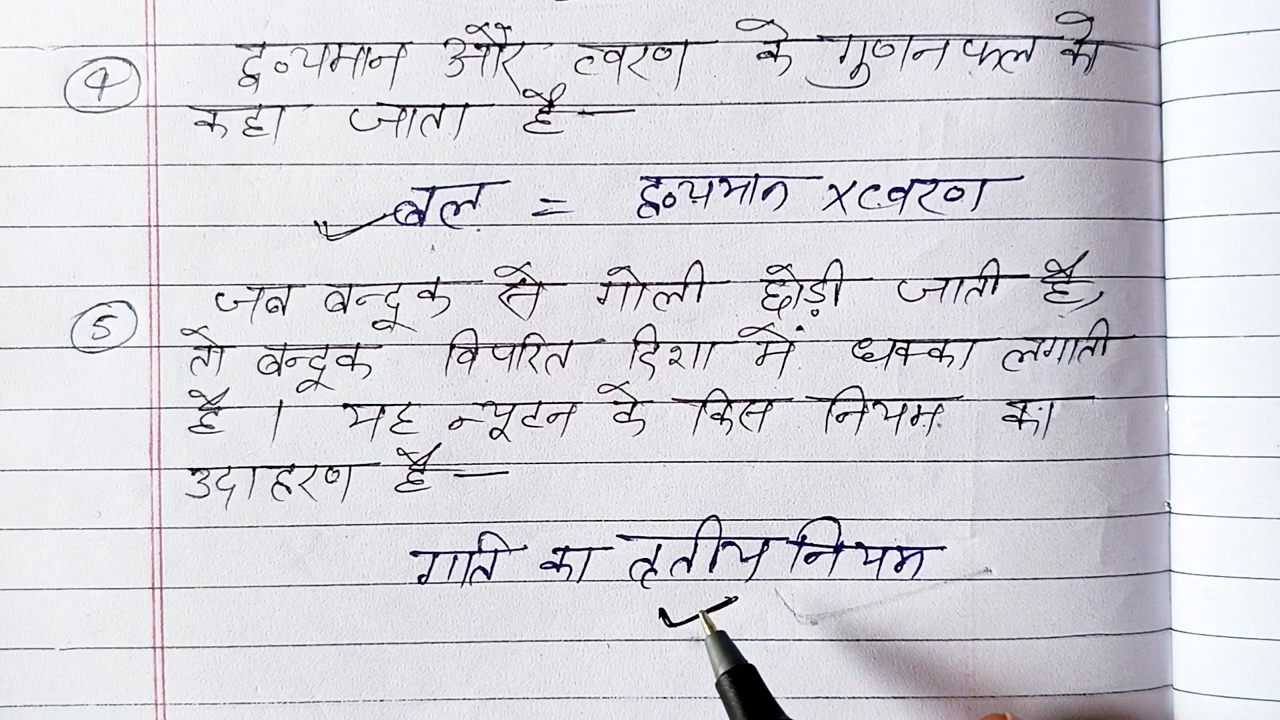 4 द्रव्यमान और त्वरण के गुणनफल को
कहा जाता है—
बल = द्रव्यमान × त्वरण
5 जब बन्दूक से गोली छोड़ी जाती है,
तो बन्दूक विपरित दिशा में धक्का लगाती
है । यह न्यूटन के किस नियम का
उदाहरण है—
गति का तृतीय नियम